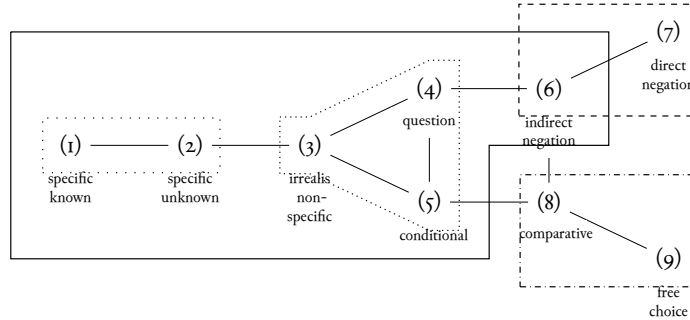 (7)
direct
negation
(4)
question
(6)
indirect
negation
(1)
specific
known
(2)
specific
unknown
(3)
irrealis
non-
specific
(5)
conditional
(8)
comparative
(9)
free
choice